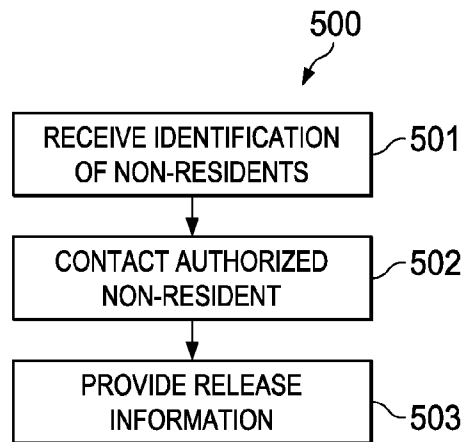 500
RECEIVE IDENTIFICATION
OF NON-RESIDENTS
501
CONTACT AUTHORIZED
NON-RESIDENT
502
PROVIDE RELEASE
INFORMATION
503